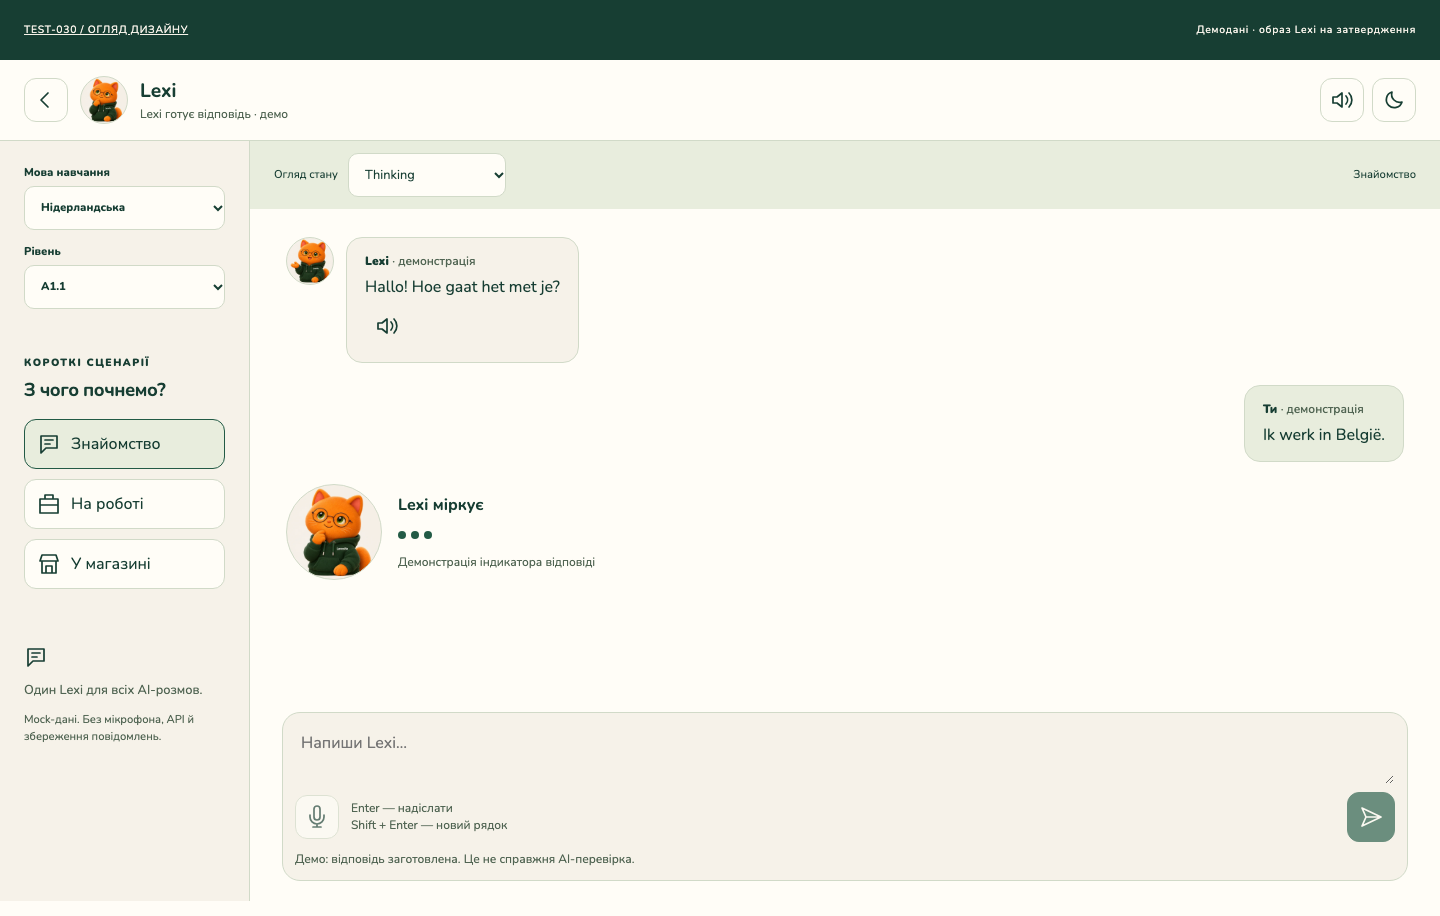 TEST-030 / ОГЛЯД ДИЗАЙНУ
Демодані · образ Lexi на затвердження
Lexi
Lexi готує відповідь · демо
Мова навчання
Нідерландська
Рівень
A1.1
КОРОТКІ СЦЕНАРІЇ
З чого почнемо?
Знайомство
На роботі
У магазині
Один Lexi для всіх AI-розмов.
Mock-дані. Без мікрофона, API й
збереження повідомлень.
Огляд стану
Thinking
Знайомство
Lexi · демонстрація
Hallo! Hoe gaat het met je?
Ти · демонстрація
Ik werk in België.
Lexi міркує
Демонстрація індикатора відповіді
Напиши Lexi...
Enter — надіслати
Shift + Enter — новий рядок
Демо: відповідь заготовлена. Це не справжня AI-перевірка.